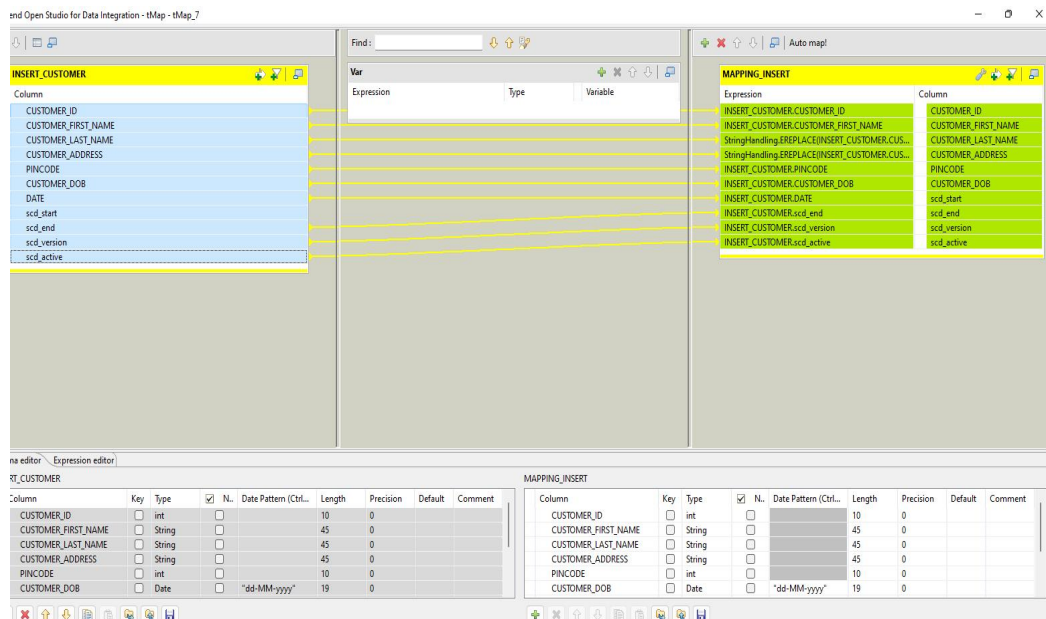 end Open Studio for Data Integration - tMap - tMap_7
Find :
Auto map!
INSERT_CUSTOMER
Column
CUSTOMER_ID
CUSTOMER_FIRST_NAME
CUSTOMER_LAST_NAME
CUSTOMER_ADDRESS
PINCODE
CUSTOMER_DOB
DATE
scd_start
scd_end
scd_version
scd_active
Var
Expression Type Variable
MAPPING_INSERT
Expression Column
INSERT_CUSTOMER.CUSTOMER_ID CUSTOMER_ID
INSERT_CUSTOMER.CUSTOMER_FIRST_NAME CUSTOMER_FIRST_NAME
StringHandling.EREPLACE(INSERT_CUSTOMER.CUS... CUSTOMER_LAST_NAME
StringHandling.EREPLACE(INSERT_CUSTOMER.CUS... CUSTOMER_ADDRESS
INSERT_CUSTOMER.PINCODE PINCODE
INSERT_CUSTOMER.CUSTOMER_DOB CUSTOMER_DOB
INSERT_CUSTOMER.DATE scd_start
INSERT_CUSTOMER.scd_end scd_end
INSERT_CUSTOMER.scd_version scd_version
INSERT_CUSTOMER.scd_active scd_active
na editor Expression editor
RT_CUSTOMER
Column Key Type N.. Date Pattern (Ctrl... Length Precision Default Comment
CUSTOMER_ID int 10 0
CUSTOMER_FIRST_NAME String 45 0
CUSTOMER_LAST_NAME String 45 0
CUSTOMER_ADDRESS String 45 0
PINCODE int 10 0
CUSTOMER_DOB Date "dd-MM-yyyy" 19 0
MAPPING_INSERT
Column Key Type N.. Date Pattern (Ctrl... Length Precision Default Comment
CUSTOMER_ID int 10 0
CUSTOMER_FIRST_NAME String 45 0
CUSTOMER_LAST_NAME String 45 0
CUSTOMER_ADDRESS String 45 0
PINCODE int 10 0
CUSTOMER_DOB Date "dd-MM-yyyy" 19 0